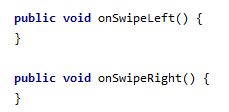 public void onSwipeLeft() {
}
public void onSwipeRight() {
}